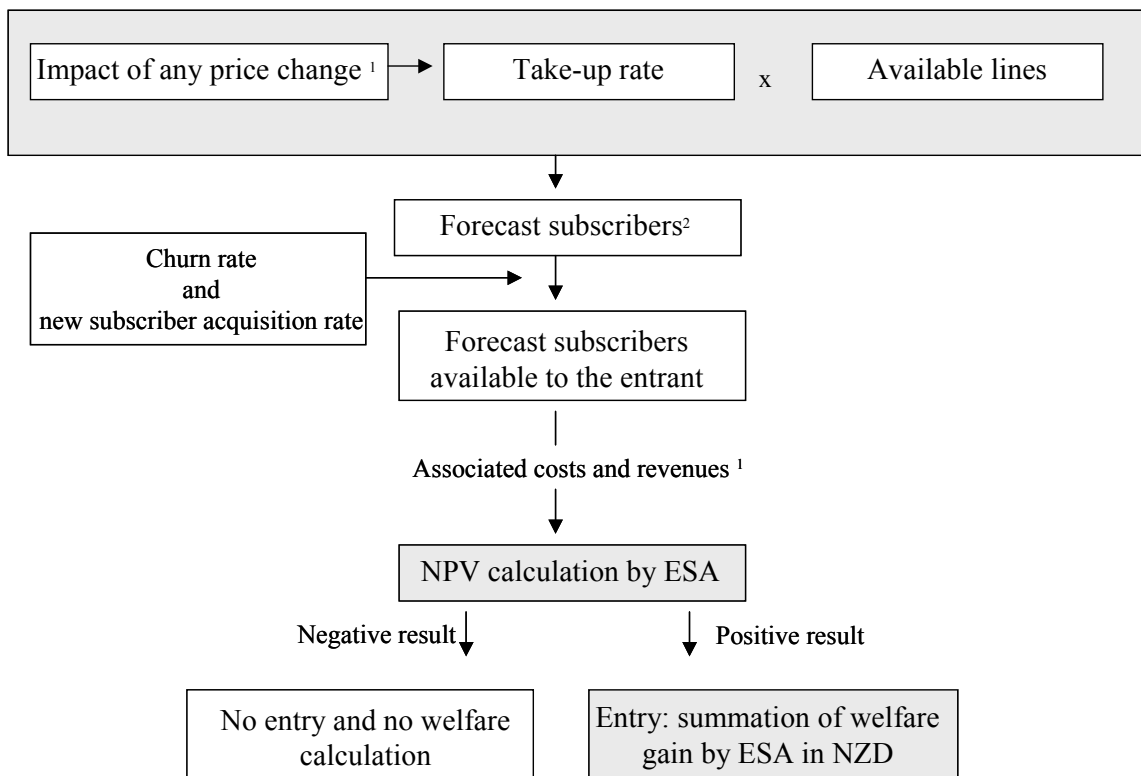 Impact of any price change ¹
Take-up rate
x
Available lines
Forecast subscribers²
Churn rate
and
new subscriber acquisition rate
Forecast subscribers
available to the entrant
Associated costs and revenues ¹
NPV calculation by ESA
Negative result
Positive result
No entry and no welfare
calculation
Entry: summation of welfare
gain by ESA in NZD